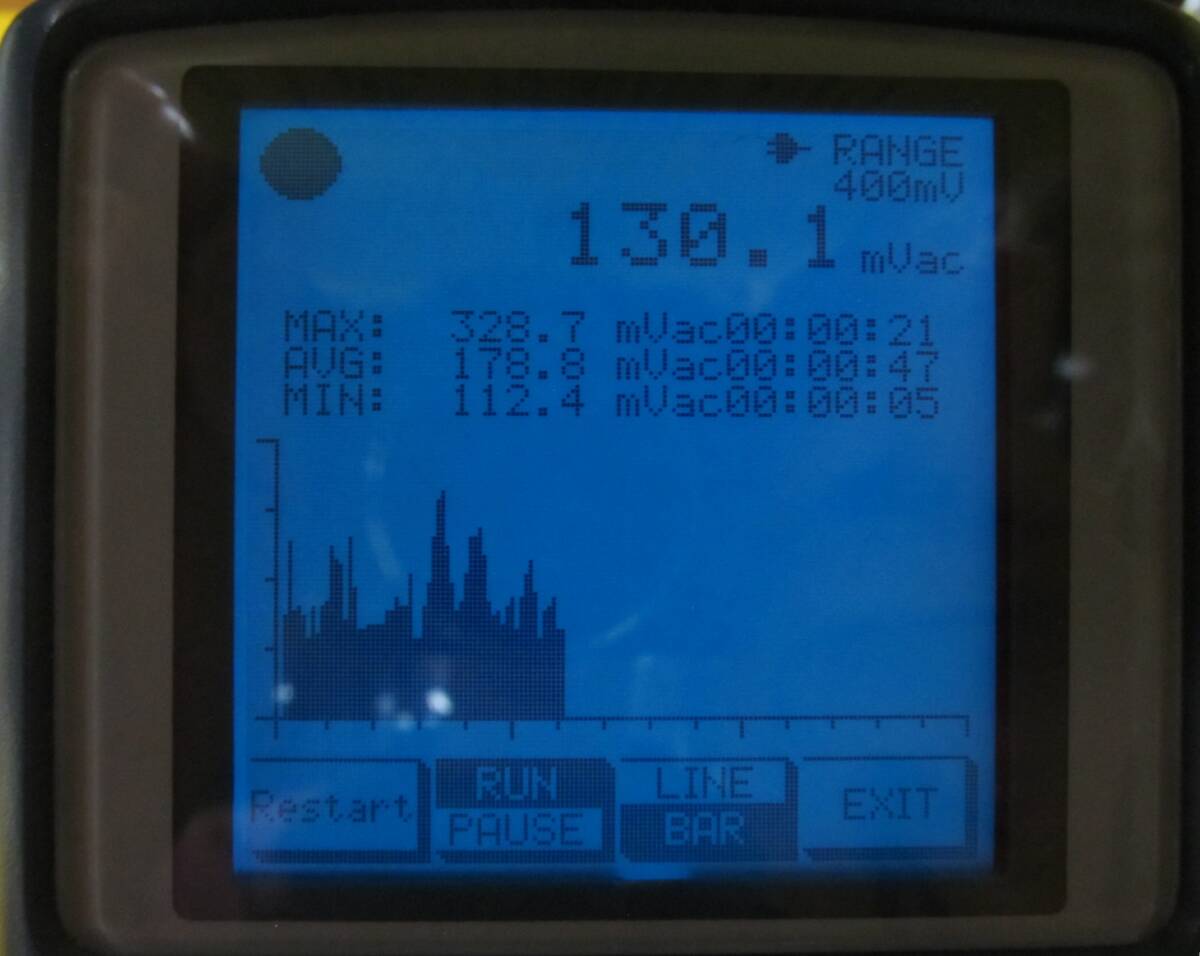 RANGE
400mV
130.1 mVac
MAX: 328.7 mVac00:00:21
AVG: 178.8 mVac00:00:47
MIN: 112.4 mVac00:00:05
Restart
RUN
PAUSE
LINE
BAR
EXIT